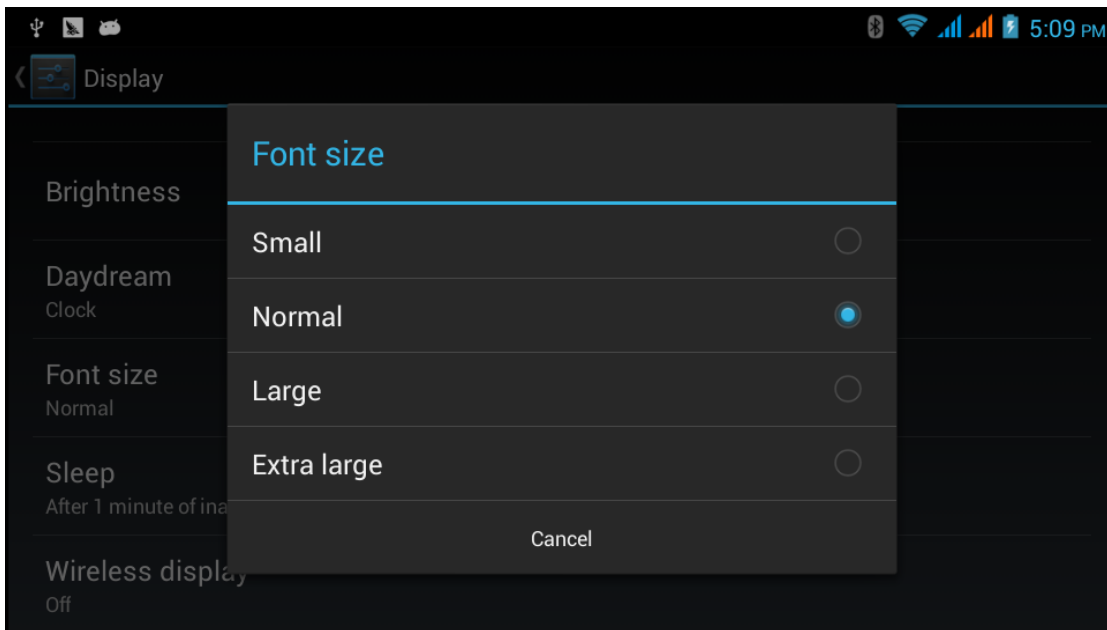 5:09 PM
Display
Font size
Brightness
Small
Daydream
Clock
Normal
Font size
Normal
Large
Sleep
After 1 minute of ina
Extra large
Cancel
Wireless display
Off